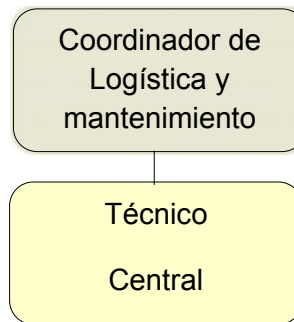 Coordinador de
Logística y
mantenimiento
Técnico
Central